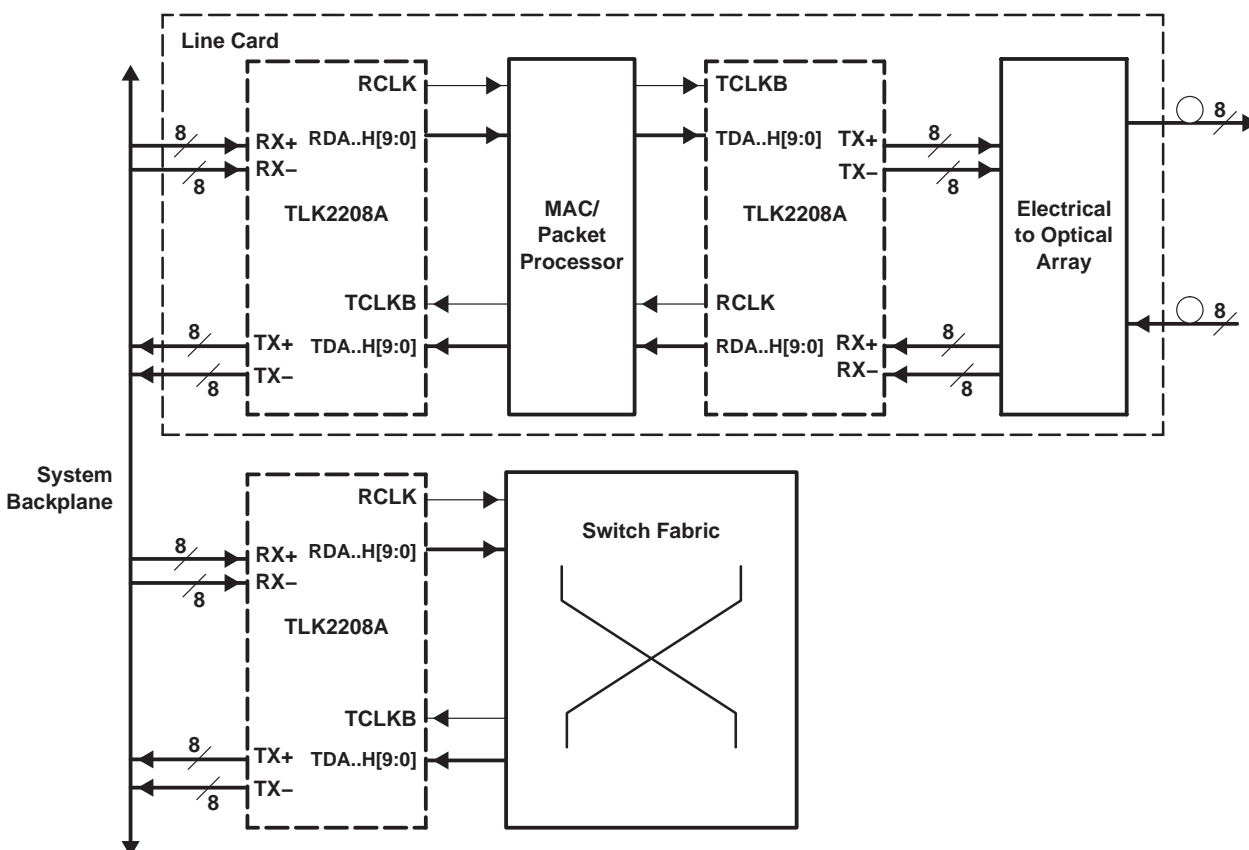 Line Card
RCLK
TCLKB
8
RX+
RDA..H[9:0]
TDA..H[9:0]
TX+
8
8
RX–
8
TX–
8
TLK2208A
MAC/
Packet
Processor
TLK2208A
Electrical
to Optical
Array
TCLKB
RCLK
8
8
TX+
TDA..H[9:0]
RDA..H[9:0]
RX+
8
TX–
8
RX–
8
System
Backplane
RCLK
Switch Fabric
8
RX+
RDA..H[9:0]
RX–
8
TLK2208A
TCLKB
8
TX+
TDA..H[9:0]
TX–
8